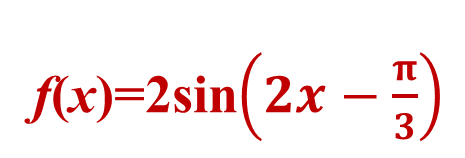 f(x)=2sin(2x − π/3)